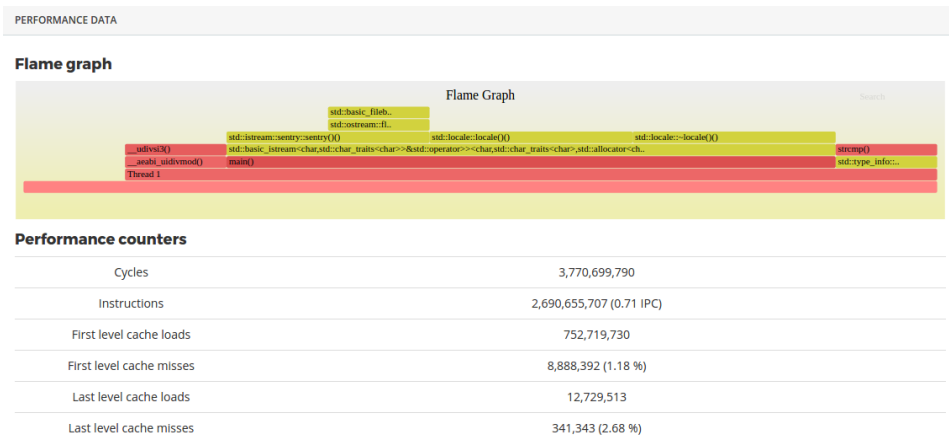 PERFORMANCE DATA
Flame graph
Flame Graph
Search
std::basic_fileb..
std::ostream::fl..
std::istream::sentry::sentry()() std::locale::locale()() std::locale::~locale()()
__udivsi3() std::basic_istream<char,std::char_traits<char>>&std::operator>><char,std::char_traits<char>,std::allocator<ch.. strcmp()
__aeabi_uidivmod() main() std::type_info::..
Thread 1
Performance counters
Cycles 3,770,699,790
Instructions 2,690,655,707 (0.71 IPC)
First level cache loads 752,719,730
First level cache misses 8,888,392 (1.18 %)
Last level cache loads 12,729,513
Last level cache misses 341,343 (2.68 %)